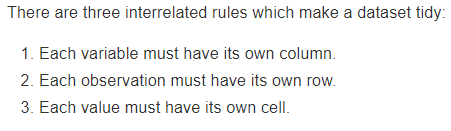 There are three interrelated rules which make a dataset tidy:
1. Each variable must have its own column.
2. Each observation must have its own row.
3. Each value must have its own cell.